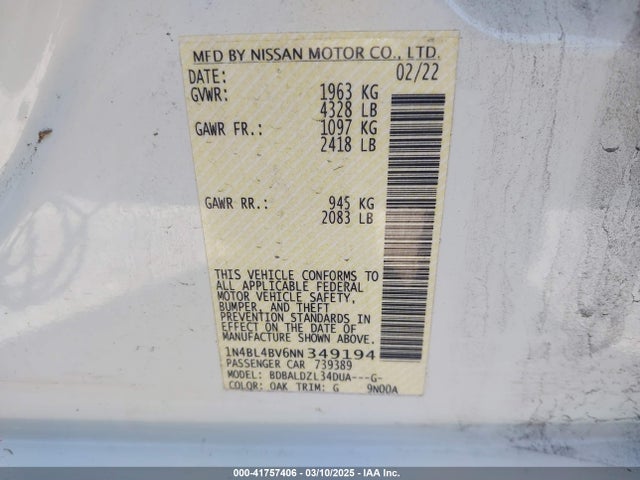 MFD BY NISSAN MOTOR CO., LTD.
DATE: 02/22
GVWR: 1963 KG
4328 LB
GAWR FR.: 1097 KG
2418 LB
GAWR RR.: 945 KG
2083 LB
THIS VEHICLE CONFORMS TO
ALL APPLICABLE FEDERAL
MOTOR VEHICLE SAFETY,
BUMPER, AND THEFT
PREVENTION STANDARDS IN
EFFECT ON THE DATE OF
MANUFACTURE SHOWN ABOVE.
1N4BL4BV6NN349194
PASSENGER CAR 739389
MODEL: BDBALDZL34DUA---G-
COLOR: QAK TRIM: G 9N00A
000-41757406 • 03/10/2025 • IAA Inc.